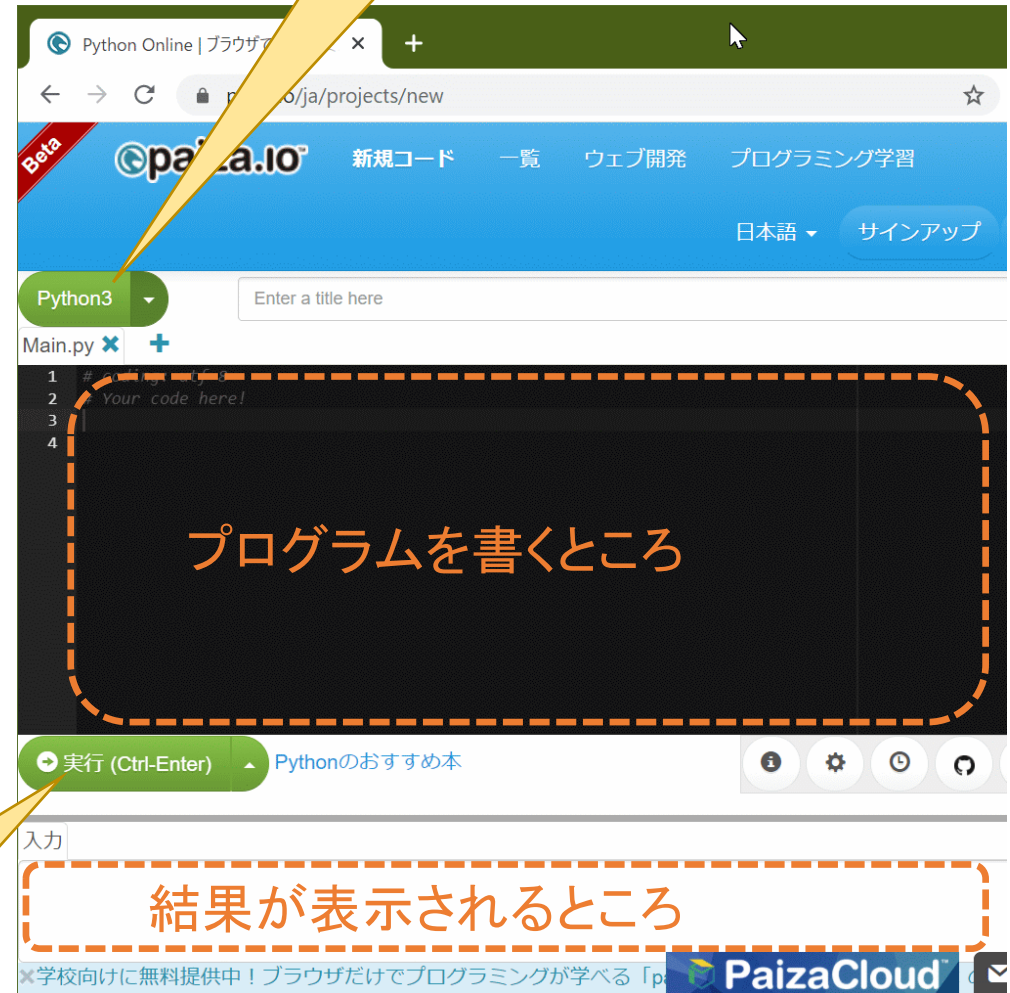 Python Online | ブラウザで
/ja/projects/new
Beta
paiza.IO
新規コード 一覧 ウェブ開発 プログラミング学習
日本語 サインアップ
Python3 Enter a title here
Main.py
1 # coding: utf-8
2 # Your code here!
3
4
プログラムを書くところ
実行 (Ctrl-Enter) Pythonのおすすめ本
入力
結果が表示されるところ
学校向けに無料提供中！ブラウザだけでプログラミングが学べる「pa
PaizaCloud